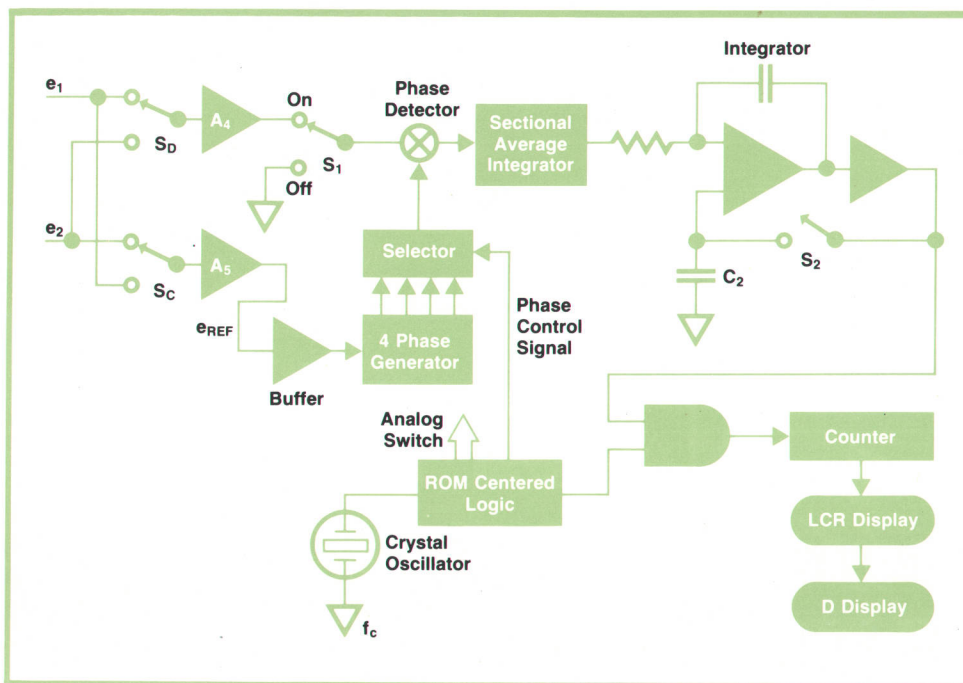 Integrator
e1
Phase
Detector
On
A4
SD
S1
Off
Sectional
Average
Integrator
e2
A5
SC
Selector
S2
C2
eREF
4 Phase
Generator
Phase
Control
Signal
Buffer
Analog
Switch
Counter
ROM Centered
Logic
LCR Display
Crystal
Oscillator
D Display
fc